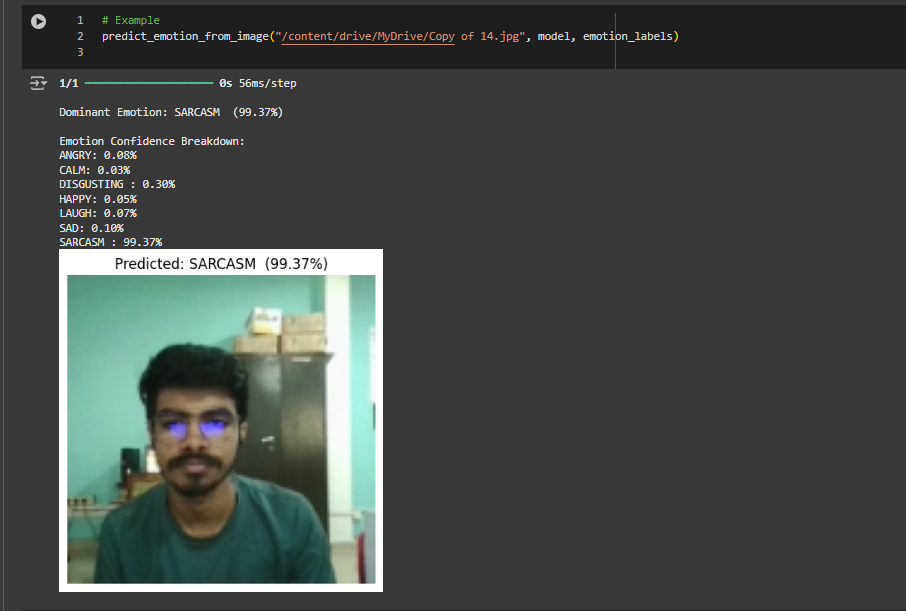 1 # Example
2 predict_emotion_from_image("/content/drive/MyDrive/Copy of 14.jpg", model, emotion_labels)
3
1/1 0s 56ms/step
Dominant Emotion: SARCASM (99.37%)
Emotion Confidence Breakdown:
ANGRY: 0.08%
CALM: 0.03%
DISGUSTING : 0.30%
HAPPY: 0.05%
LAUGH: 0.07%
SAD: 0.10%
SARCASM : 99.37%
Predicted: SARCASM (99.37%)